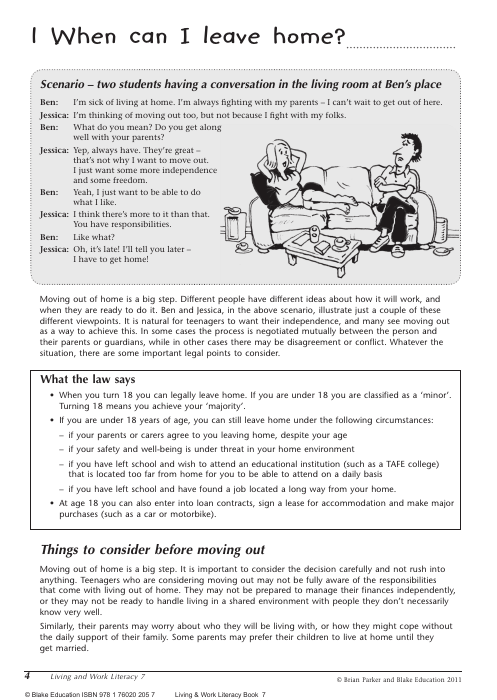 1 When can I leave home?
Scenario – two students having a conversation in the living room at Ben's place
Ben: I'm sick of living at home. I'm always fighting with my parents – I can't wait to get out of here.
Jessica: I'm thinking of moving out too, but not because I fight with my folks.
Ben: What do you mean? Do you get along
well with your parents?
Jessica: Yep, always have. They're great –
that's not why I want to move out.
I just want some more independence
and some freedom.
Ben: Yeah, I just want to be able to do
what I like.
Jessica: I think there's more to it than that.
You have responsibilities.
Ben: Like what?
Jessica: Oh, it's late! I'll tell you later –
I have to get home!
Moving out of home is a big step. Different people have different ideas about how it will work, and
when they are ready to do it. Ben and Jessica, in the above scenario, illustrate just a couple of these
different viewpoints. It is natural for teenagers to want their independence, and many see moving out
as a way to achieve this. In some cases the process is negotiated mutually between the person and
their parents or guardians, while in other cases there may be disagreement or conflict. Whatever the
situation, there are some important legal points to consider.
What the law says
• When you turn 18 you can legally leave home. If you are under 18 you are classified as a 'minor'.
Turning 18 means you achieve your 'majority'.
• If you are under 18 years of age, you can still leave home under the following circumstances:
– if your parents or carers agree to you leaving home, despite your age
– if your safety and well-being is under threat in your home environment
– if you have left school and wish to attend an educational institution (such as a TAFE college)
that is located too far from home for you to be able to attend on a daily basis
– if you have left school and have found a job located a long way from your home.
• At age 18 you can also enter into loan contracts, sign a lease for accommodation and make major
purchases (such as a car or motorbike).
Things to consider before moving out
Moving out of home is a big step. It is important to consider the decision carefully and not rush into
anything. Teenagers who are considering moving out may not be fully aware of the responsibilities
that come with living out of home. They may not be prepared to manage their finances independently,
or they may not be ready to handle living in a shared environment with people they don't necessarily
know very well.
Similarly, their parents may worry about who they will be living with, or how they might cope without
the daily support of their family. Some parents may prefer their children to live at home until they
get married.
4 Living and Work Literacy 7
© Brian Parker and Blake Education 2011
© Blake Education ISBN 978 1 76020 205 7 Living & Work Literacy Book 7